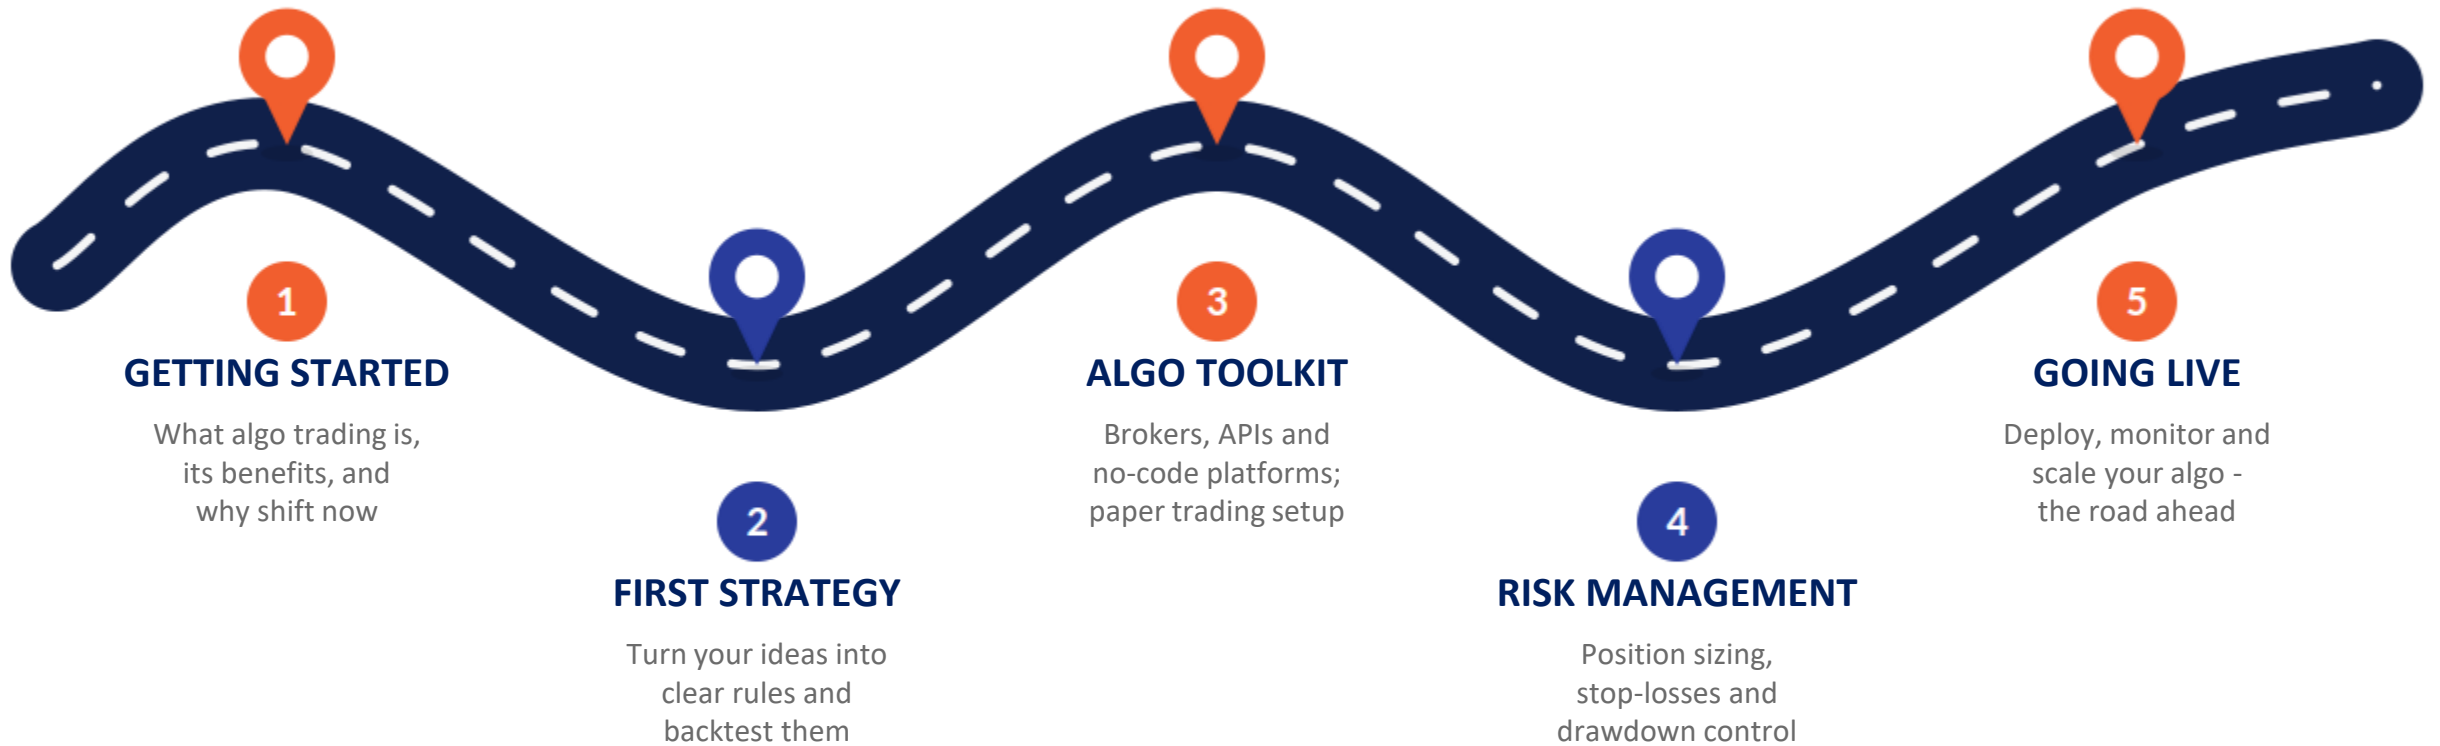 1
GETTING STARTED
What algo trading is,
its benefits, and
why shift now
2
FIRST STRATEGY
Turn your ideas into
clear rules and
backtest them
3
ALGO TOOLKIT
Brokers, APIs and
no-code platforms;
paper trading setup
4
RISK MANAGEMENT
Position sizing,
stop-losses and
drawdown control
5
GOING LIVE
Deploy, monitor and
scale your algo -
the road ahead